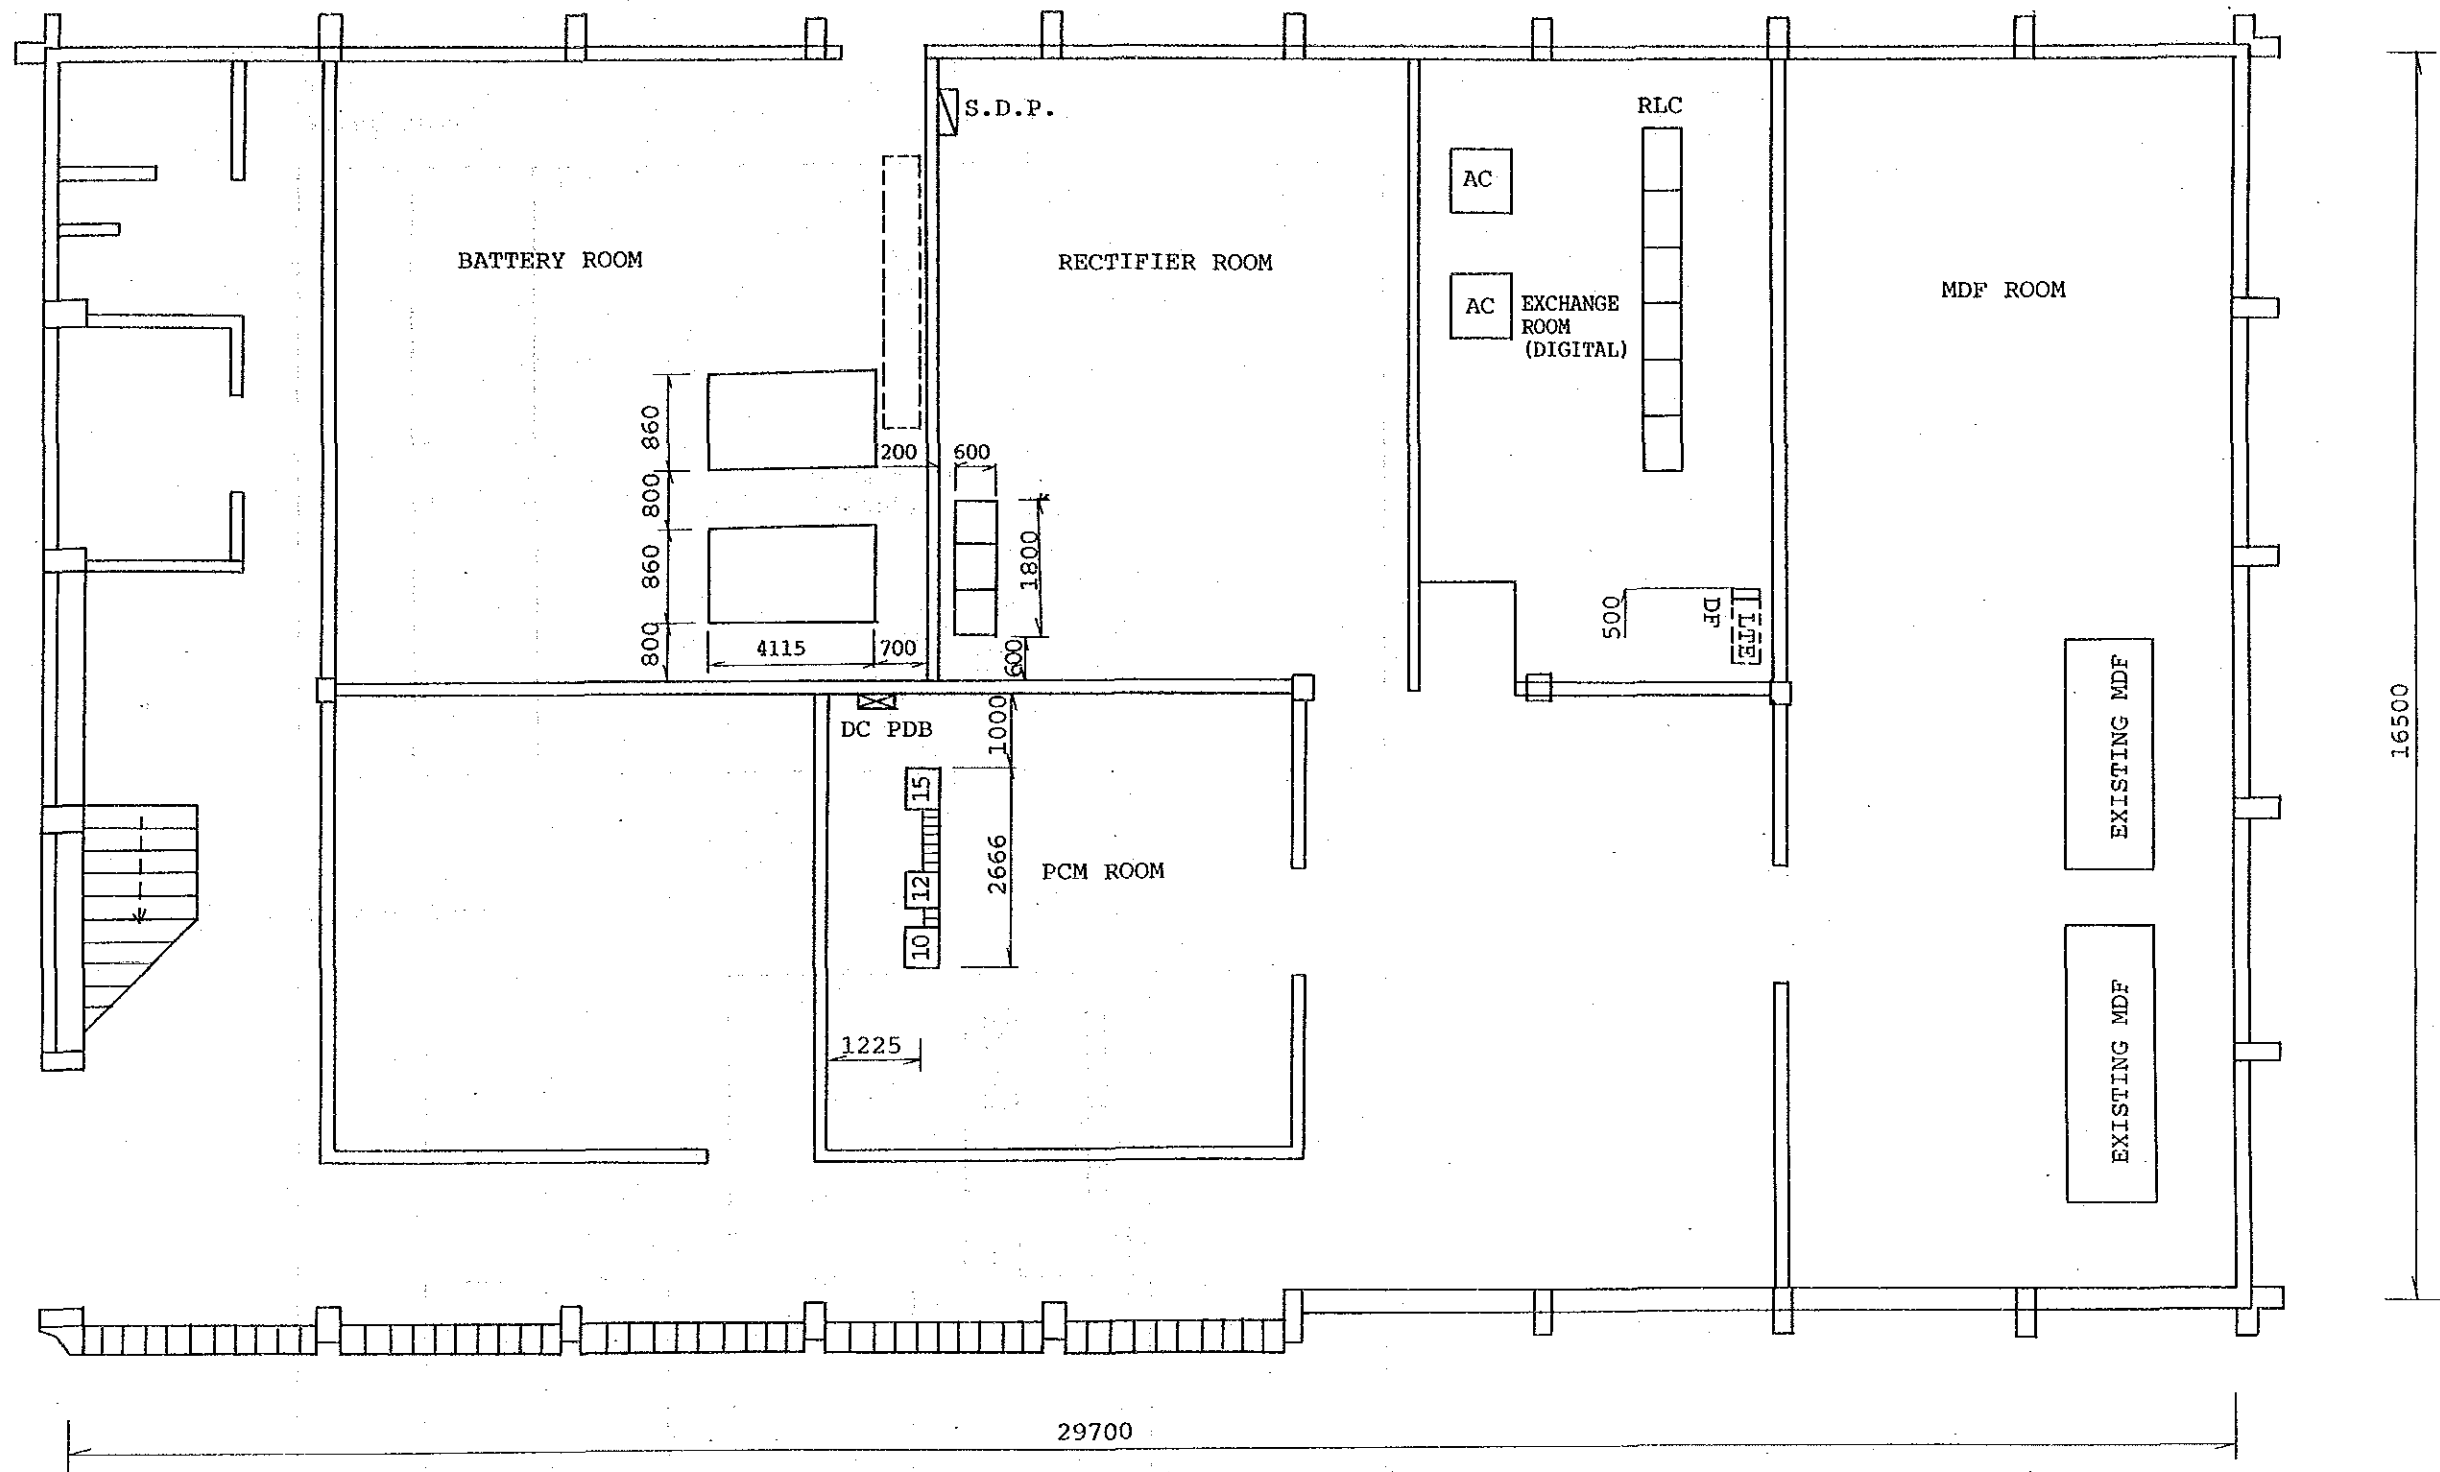 S.D.P.
RLC
AC
BATTERY ROOM
RECTIFIER ROOM
MDF ROOM
AC
EXCHANGE
ROOM
(DIGITAL)
860
200
600
800
1800
860
500
DF
LTE
800
4115
700
600
DC PDB
1000
15
2666
PCM ROOM
12
10
EXISTING MDF
16500
1225
EXISTING MDF
29700